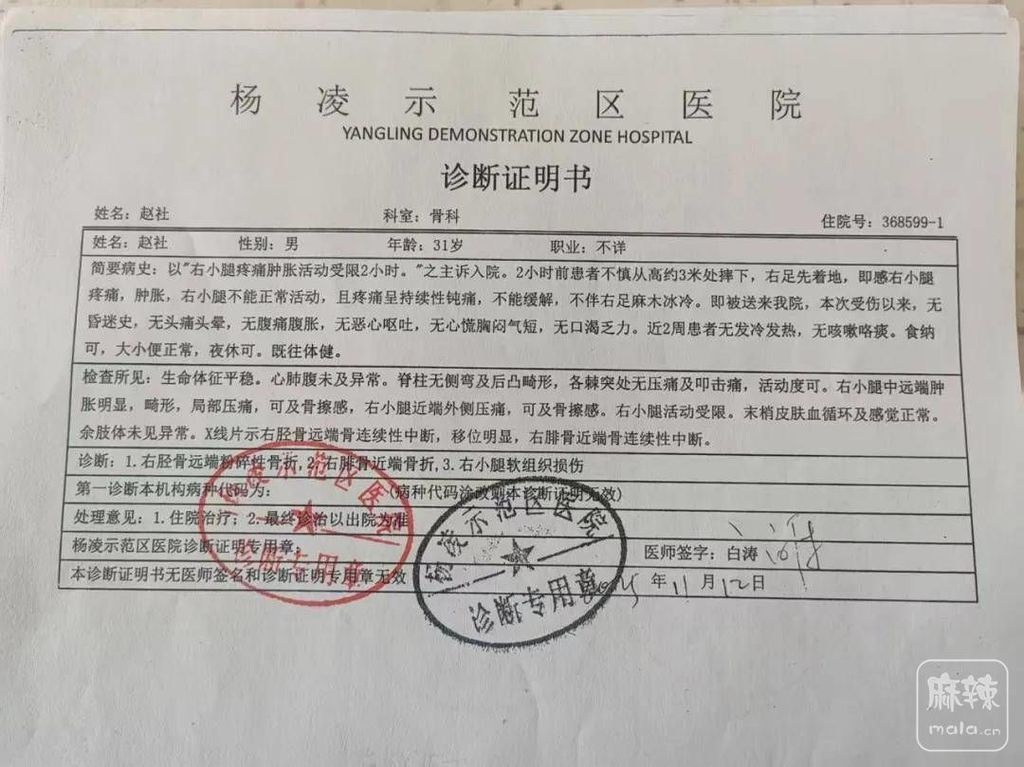 杨凌示范区医院
YANGLING DEMONSTRATION ZONE HOSPITAL
诊断证明书
姓名：赵社 科室：骨科 住院号：368599-1
姓名：赵社 性别：男 年龄：31岁 职业：不详
简要病史：以"右小腿疼痛肿胀活动受限2小时。"之主诉入院。2小时前患者不慎从高约3米处摔下，右足先着地，即感右小腿
疼痛，肿胀，右小腿不能正常活动，且疼痛呈持续性钝痛，不能缓解，不伴右足麻木冰冷。即被送来我院，本次受伤以来，无
昏迷史，无头痛头晕，无腹痛腹胀，无恶心呕吐，无心慌胸闷气短，无口渴乏力。近2周患者无发冷发热，无咳嗽咯痰。食纳
可，大小便正常，夜休可。既往体健。
检查所见：生命体征平稳。心肺腹未及异常。脊柱无侧弯及后凸畸形，各棘突处无压痛及叩击痛，活动度可。右小腿中远端肿
胀明显，畸形，局部压痛，可及骨擦感，右小腿近端外侧压痛，可及骨擦感。右小腿活动受限。末梢皮肤血循环及感觉正常。
余肢体未见异常。X线片示右胫骨远端骨连续性中断，移位明显，右腓骨近端骨连续性中断。
诊断：1.右胫骨远端粉碎性骨折,2.右腓骨近端骨折,3.右小腿软组织损伤
第一诊断本机构病种代码为： (病种代码涂改则本诊断证明无效)
处理意见：1.住院治疗；2.最终诊治以出院为准
杨凌示范区医院诊断证明专用章： 医师签字：白涛
本诊断证明书无医师签名和诊断证明专用章无效 年11月12日
杨凌示范区医院
诊断专用章
杨凌示范区医院
诊断专用章
麻辣
mala.cn